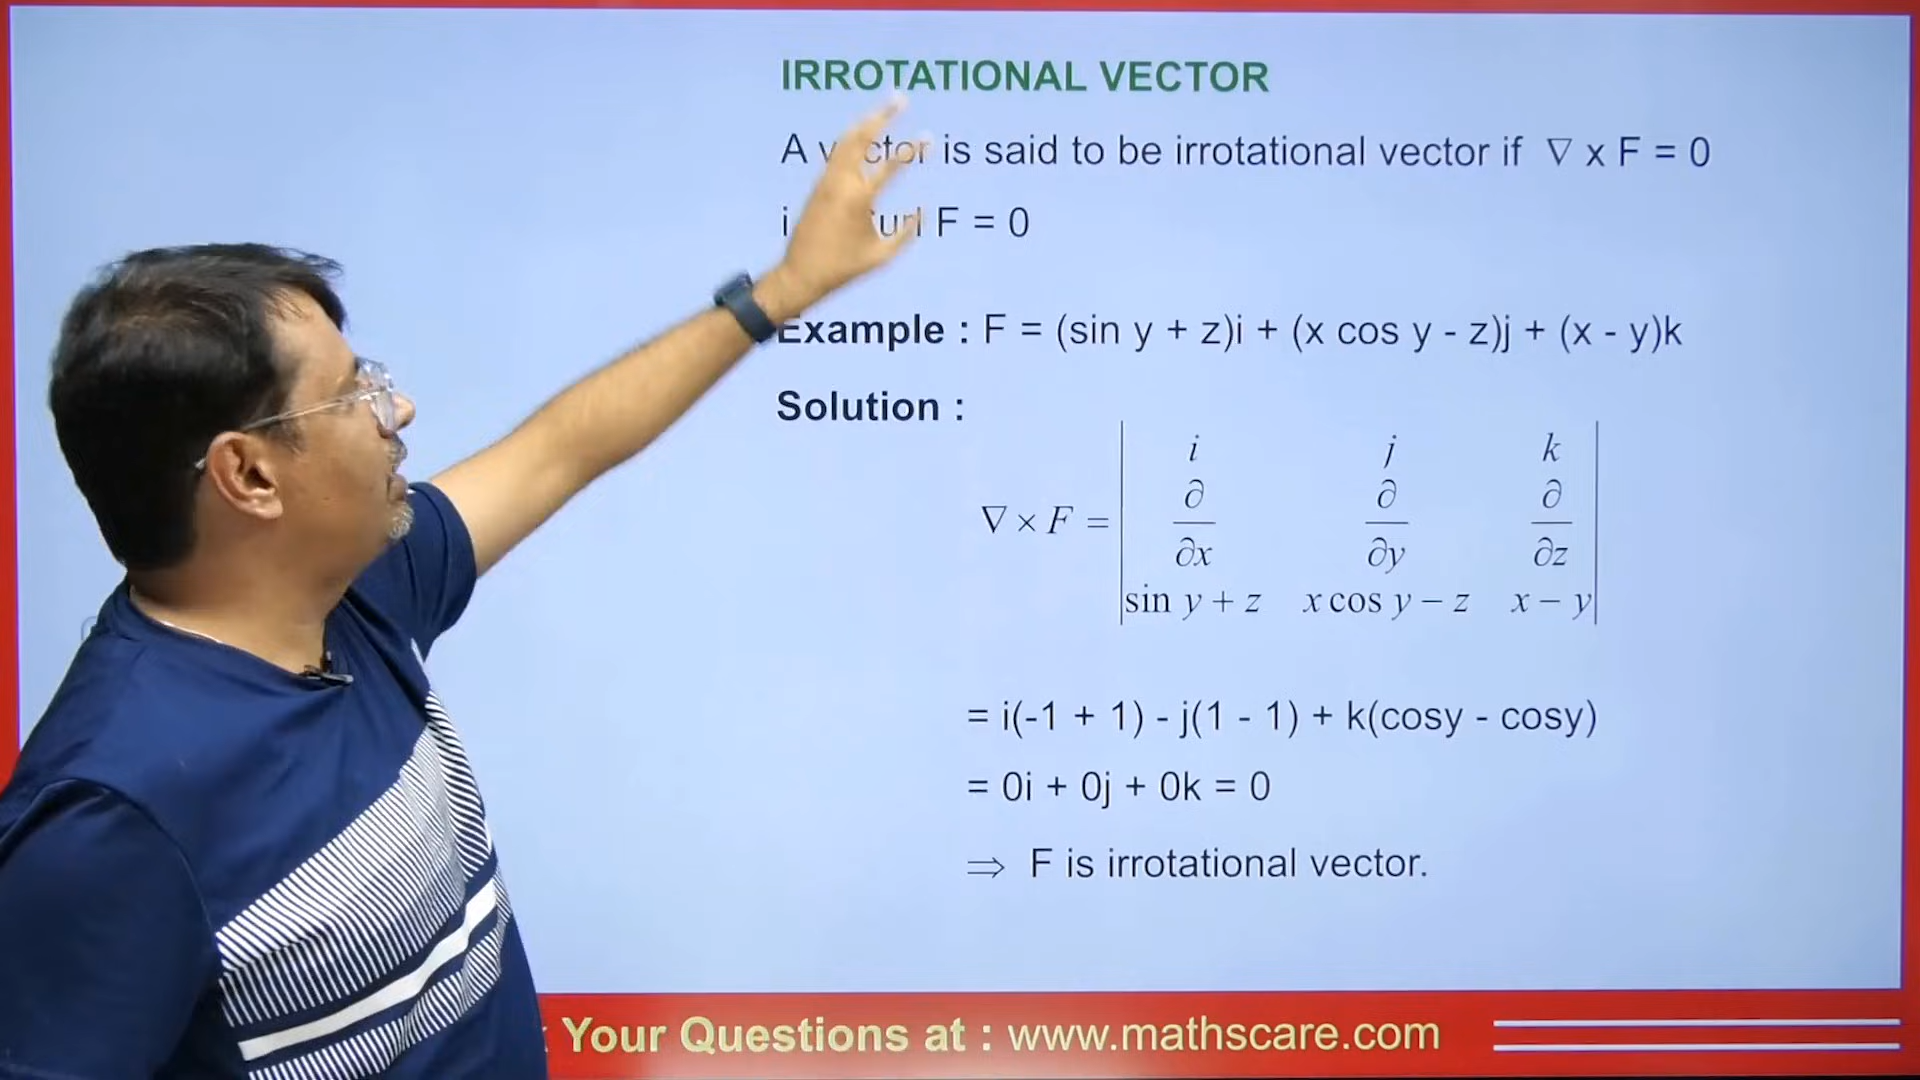 IRROTATIONAL VECTOR
A vector is said to be irrotational vector if ∇ x F = 0
F = 0
Example : F = (sin y + z)i + (x cos y - z)j + (x - y)k
Solution :
∇ × F = | i j k |
| ∂/∂x ∂/∂y ∂/∂z |
| sin y + z x cos y − z x − y |
= i(-1 + 1) - j(1 - 1) + k(cosy - cosy)
= 0i + 0j + 0k = 0
⇒ F is irrotational vector.
Your Questions at : www.mathscare.com